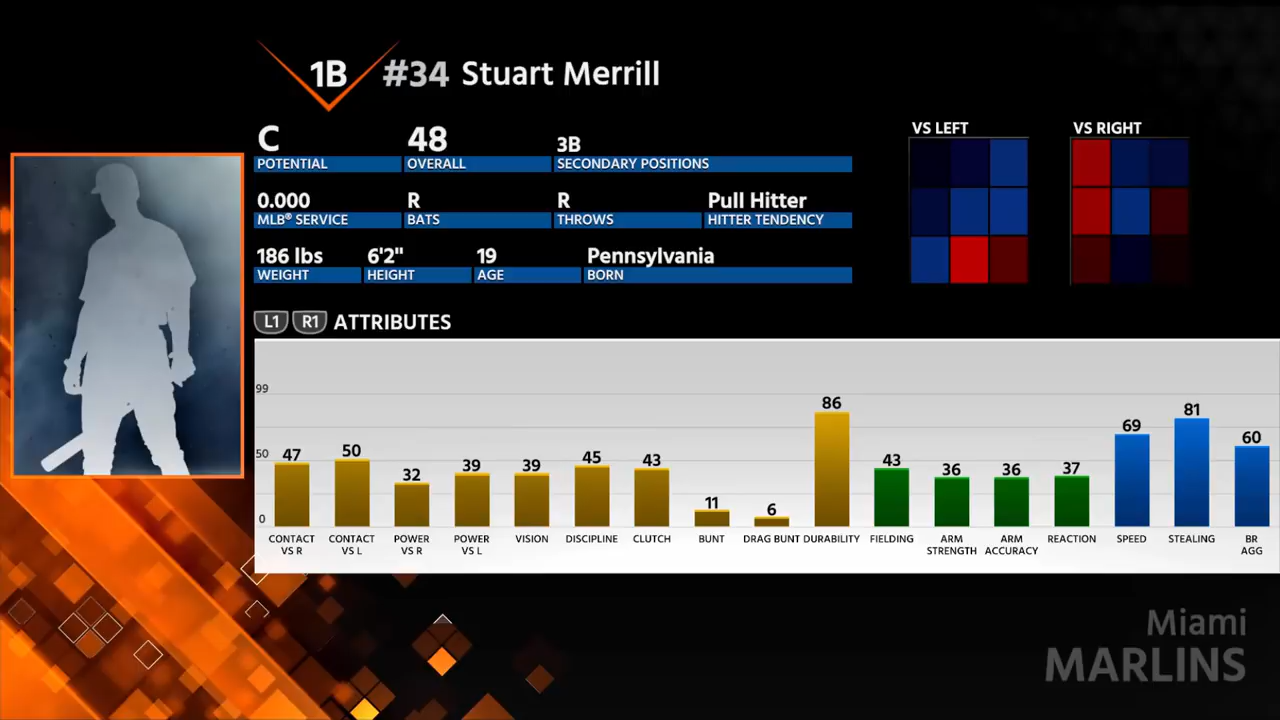 1B #34 Stuart Merrill
C 48 3B
POTENTIAL OVERALL SECONDARY POSITIONS
0.000 R R Pull Hitter
MLB® SERVICE BATS THROWS HITTER TENDENCY
186 lbs 6'2" 19 Pennsylvania
WEIGHT HEIGHT AGE BORN
VS LEFT VS RIGHT
L1 R1 ATTRIBUTES
99
50
0
47 50 32 39 39 45 43 11 6 86 43 36 36 37 69 81 60
CONTACT VS R
CONTACT VS L
POWER VS R
POWER VS L
VISION
DISCIPLINE
CLUTCH
BUNT
DRAG BUNT
DURABILITY
FIELDING
ARM STRENGTH
ARM ACCURACY
REACTION
SPEED
STEALING
BR AGG
Miami
MARLINS